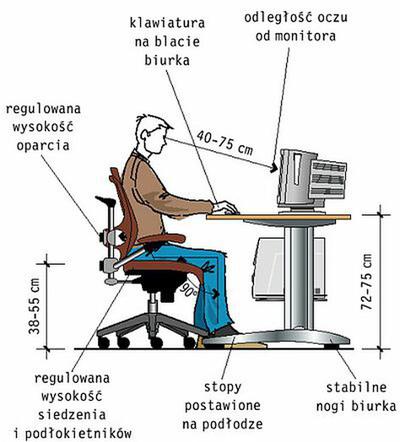 klawiatura
na blacie
biurka
odległość oczu
od monitora
regulowana
wysokość
oparcia
40-75 cm
90°
38-55 cm
72-75 cm
regulowana
wysokość
siedzenia
i podłokietników
stopy
postawione
na podłodze
stabilne
nogi biurka